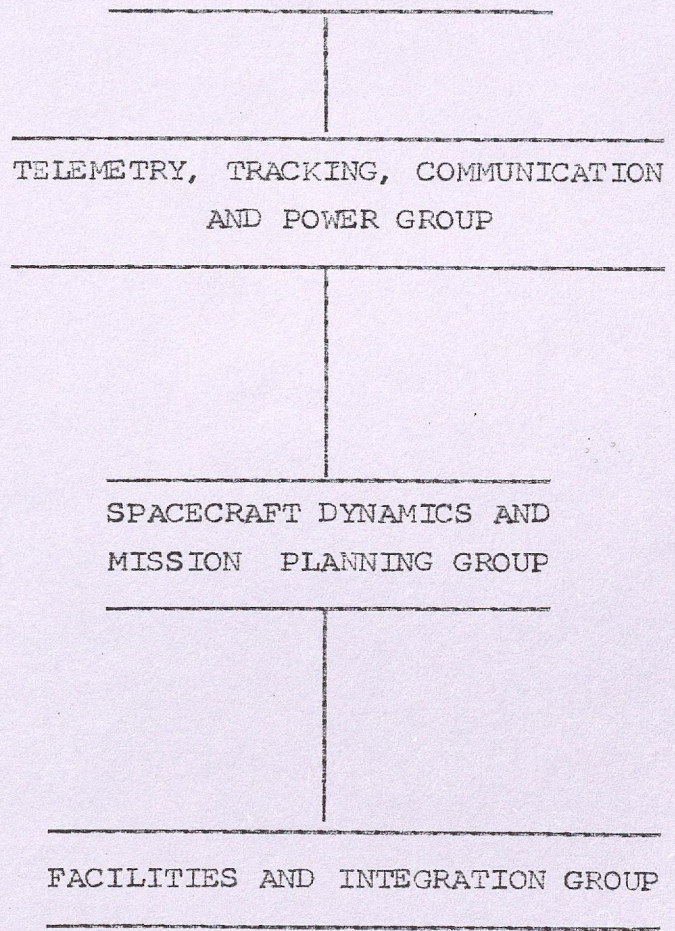 TELEMETRY, TRACKING, COMMUNICATION
AND POWER GROUP
SPACECRAFT DYNAMICS AND
MISSION PLANNING GROUP
FACILITIES AND INTEGRATION GROUP